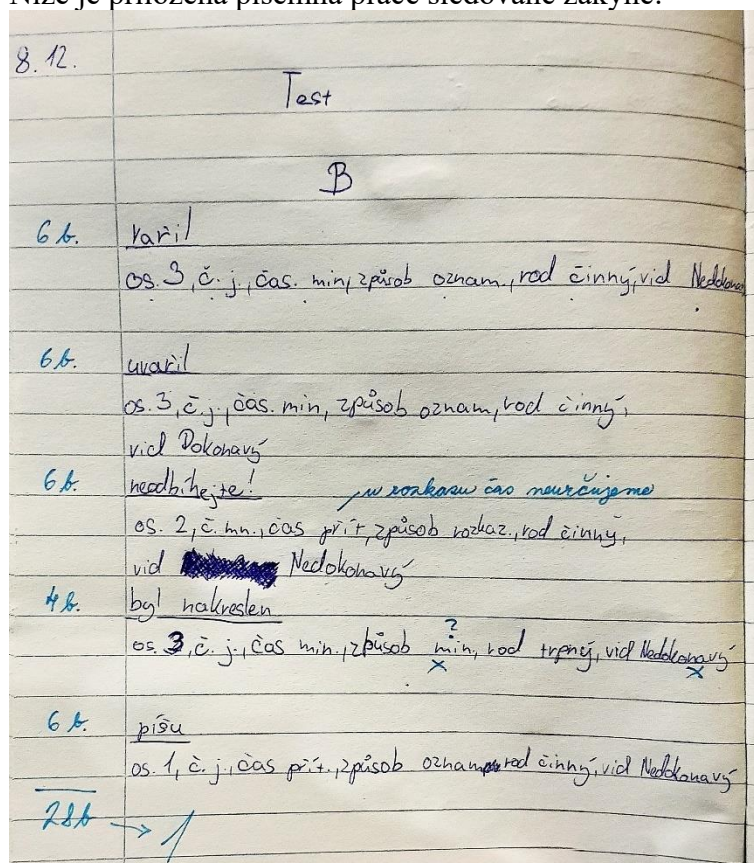 Níže je přiložena písemná práce sledované žákyně:
8. 12.
Test
B
6 b. Vařil
os. 3, č. j., čas. min, způsob oznam., rod činný, vid Nedokonavý
6 b. uvařil
os. 3, č. j., čas. min, způsob oznam, rod činný,
vid Dokonavý
6 b. neodbíhejte! u rozkazu čas neurčujeme
os. 2, č. mn., čas přít, způsob rozkaz., rod činný,
vid Nedokonavý
4 b. byl nakreslen
?
os. 3, č. j., čas min., způsob min, rod trpný, vid Nedokonavý
x x
6 b. píšu
os. 1, č. j., čas přít., způsob oznam, rod činný, vid Nedokonavý
28b → 1